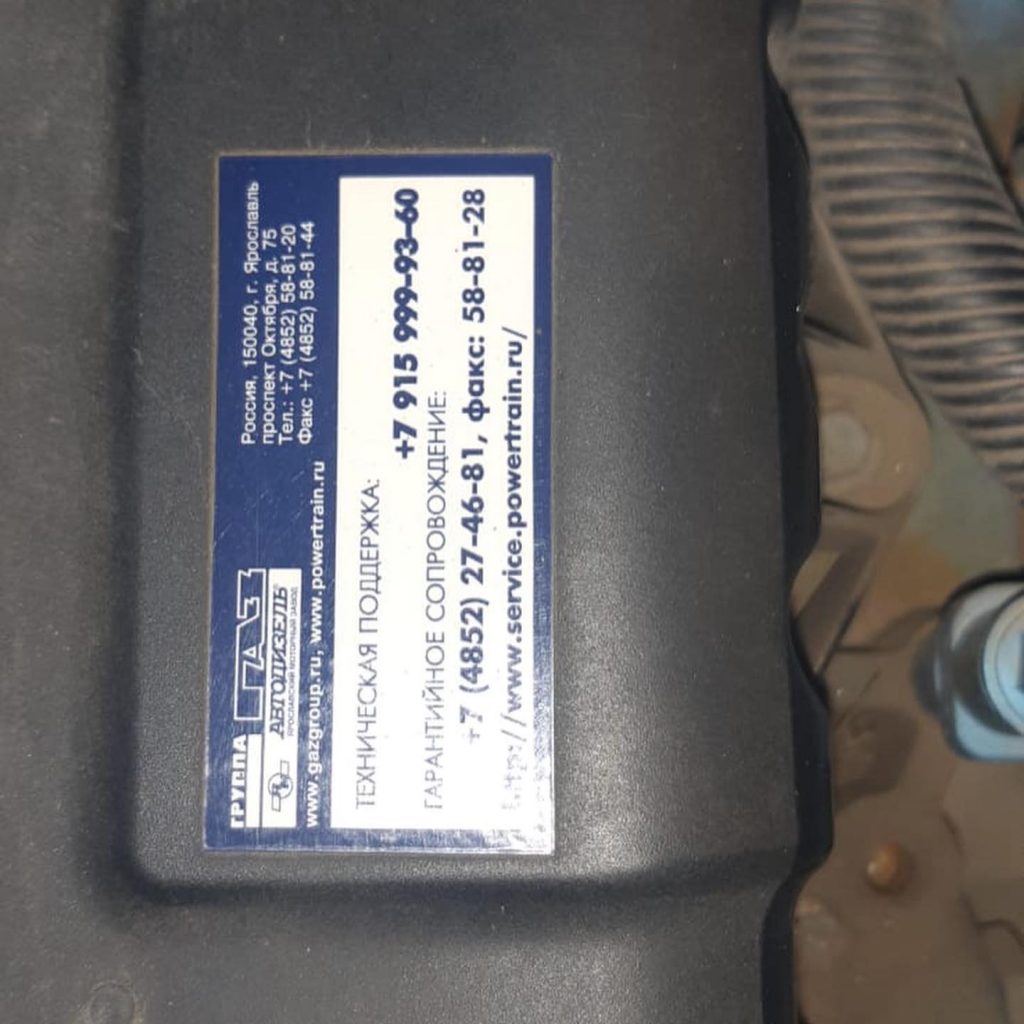 ГРУППА ГАЗ
АВТОДИЗЕЛЬ
ЯРОСЛАВСКИЙ МОТОРНЫЙ ЗАВОД
www.gazgroup.ru, www.powertrain.ru
Россия, 150040, г. Ярославль
проспект Октября, д. 75
Тел.: +7 (4852) 58-81-20
Факс +7 (4852) 58-81-44
ТЕХНИЧЕСКАЯ ПОДДЕРЖКА:
+7 915 999-93-60
ГАРАНТИЙНОЕ СОПРОВОЖДЕНИЕ:
+7 (4852) 27-46-81, факс: 58-81-28
http://www.service.powertrain.ru/